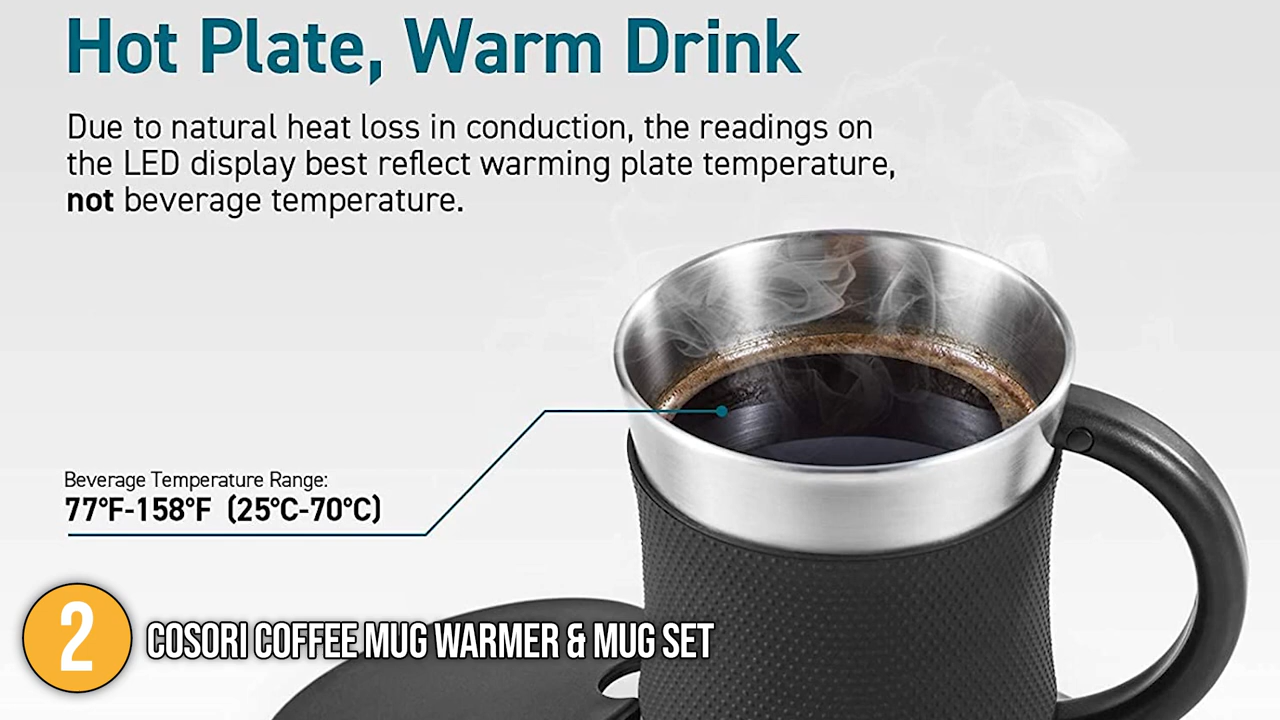 Hot Plate, Warm Drink
Due to natural heat loss in conduction, the readings on
the LED display best reflect warming plate temperature,
not beverage temperature.
Beverage Temperature Range:
77°F-158°F (25°C-70°C)
2 COSORI COFFEE MUG WARMER & MUG SET